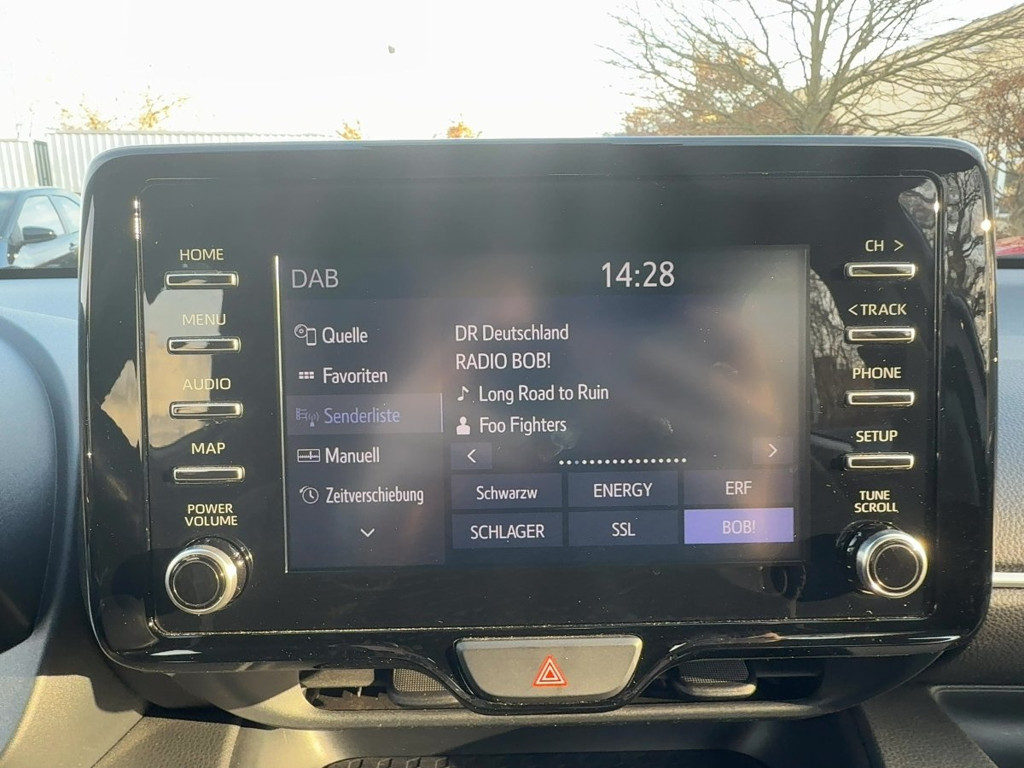 HOME
MENU
AUDIO
MAP
POWER
VOLUME
DAB
14:28
Quelle
Favoriten
Senderliste
Manuell
Zeitverschiebung
DR Deutschland
RADIO BOB!
Long Road to Ruin
Foo Fighters
< >
Schwarzw ENERGY ERF
SCHLAGER SSL BOB!
CH >
< TRACK
PHONE
SETUP
TUNE
SCROLL